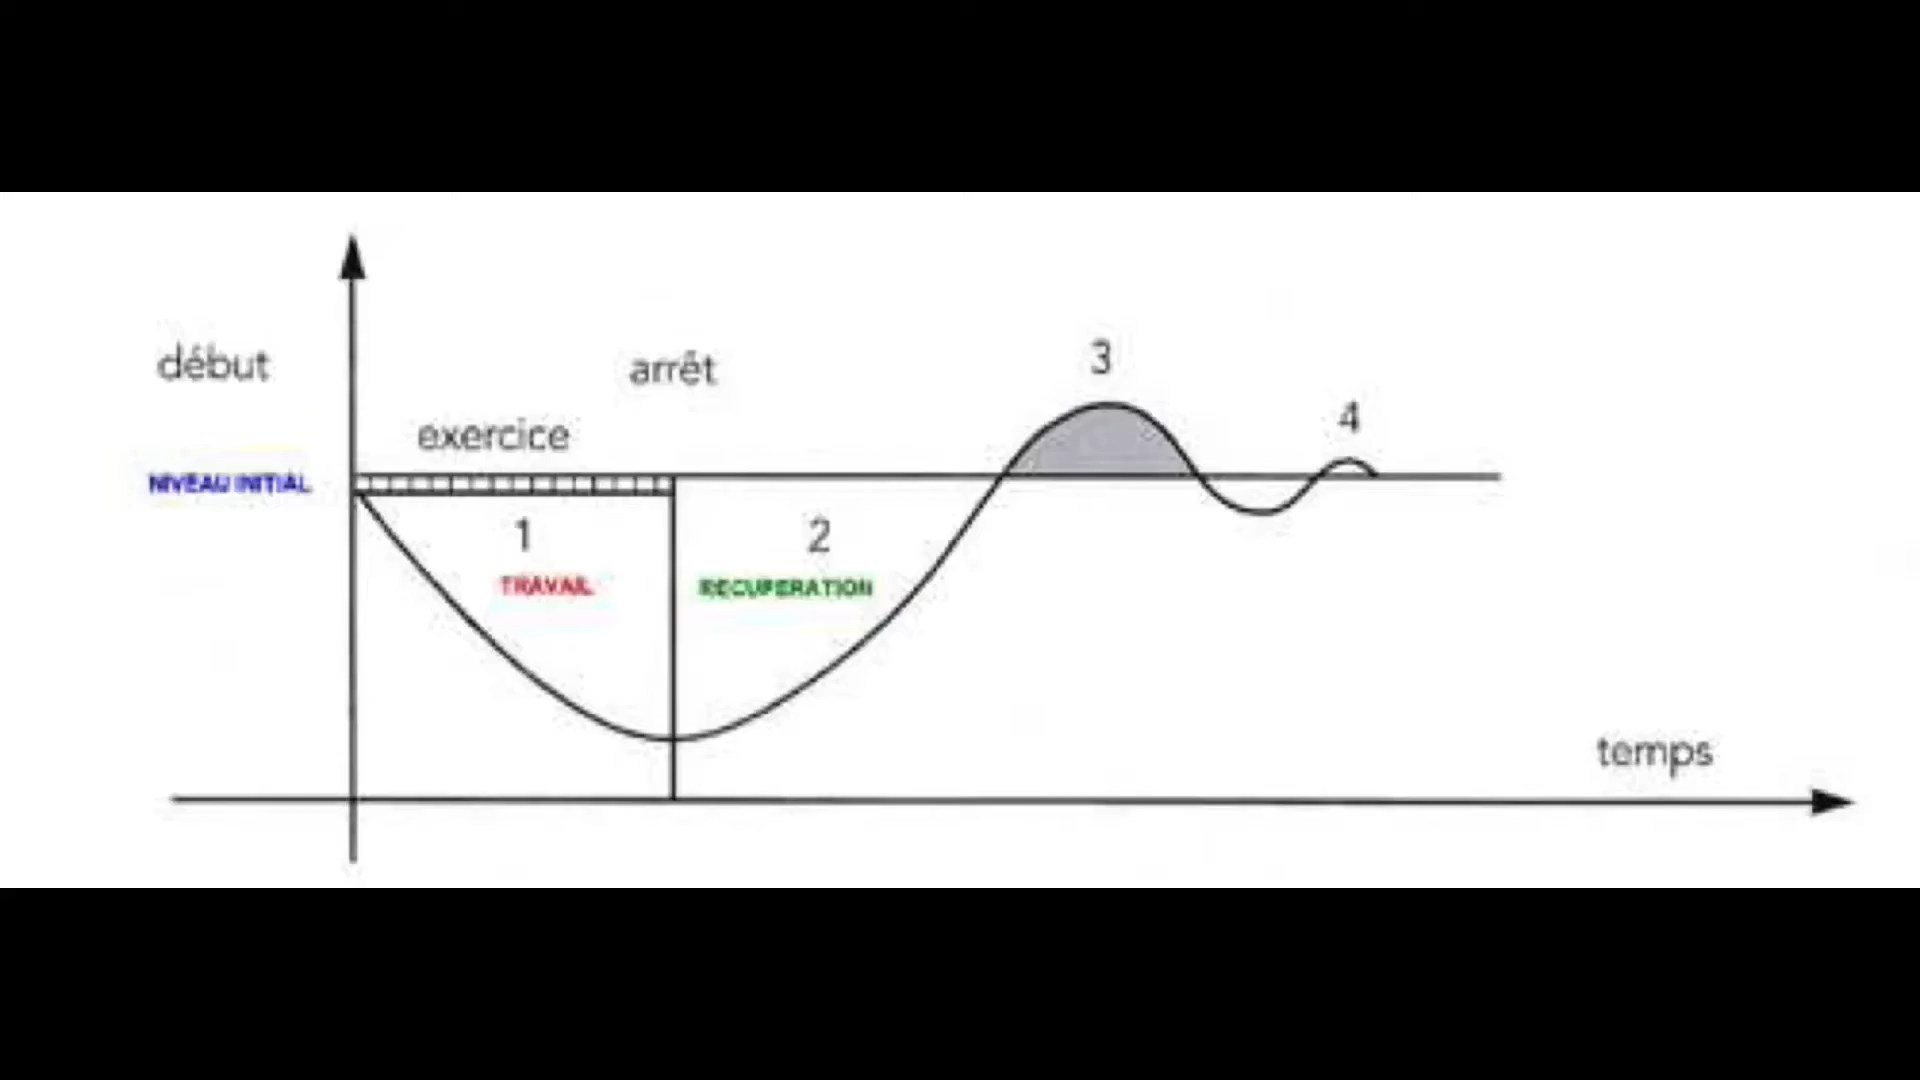 début
arrêt
3
4
exercice
NIVEAU INITIAL
1
2
TRAVAIL
RECUPERATION
temps